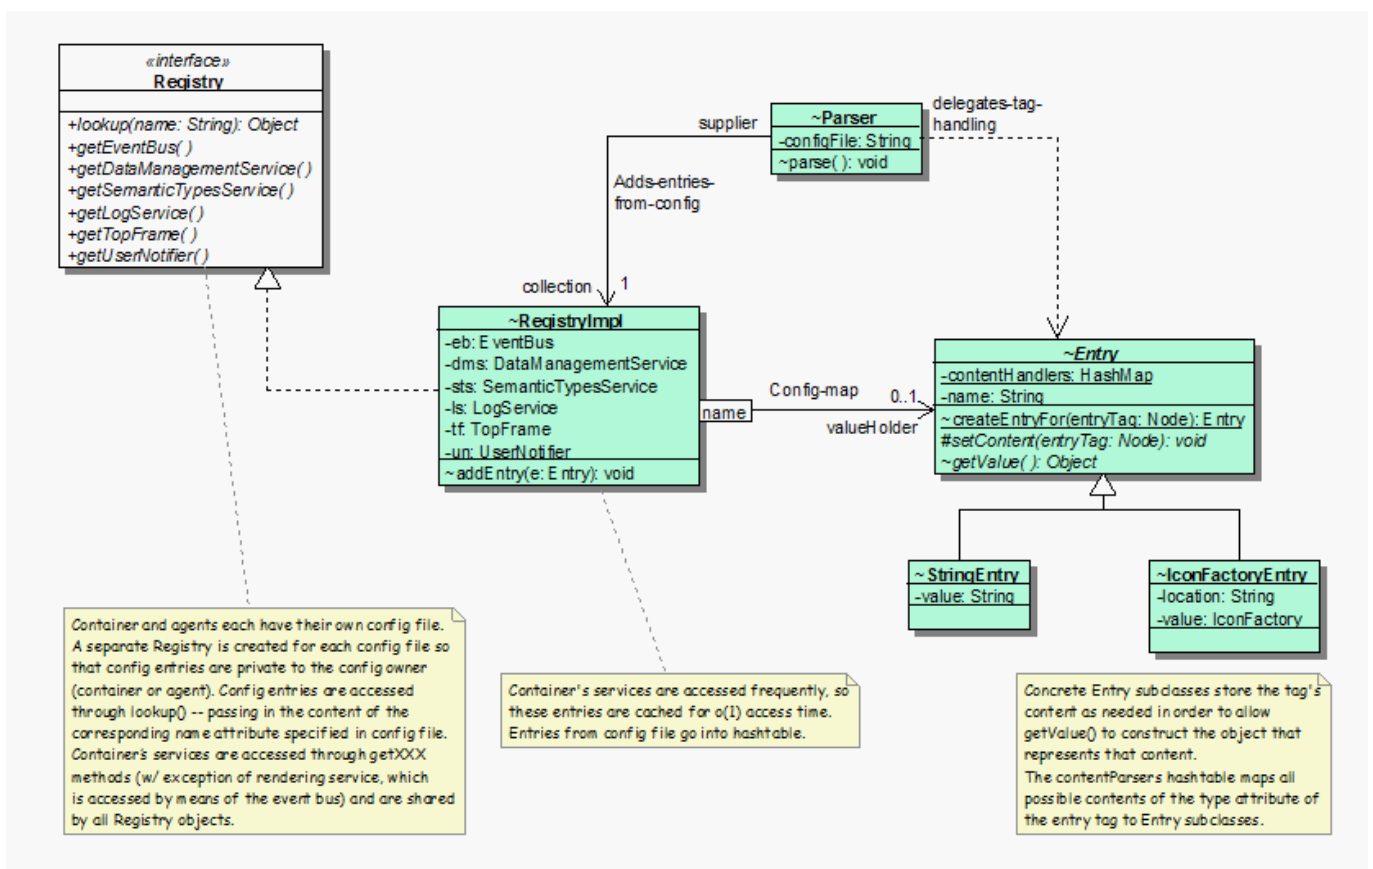 «interface»
Registry
+lookup(name: String): Object
+getEventBus( )
+getDataManagementService( )
+getSemanticTypesService( )
+getLogService( )
+getTopFrame( )
+getUserNotifier( )
~Parser
-configFile: String
~parse( ): void
delegates-tag-
handling
supplier
Adds-entries-
from-config
collection
1
~RegistryImpl
-eb: EventBus
-dms: DataManagementService
-sts: SemanticTypesService
-ls: LogService
-tf: TopFrame
-un: UserNotifier
~addEntry(e: Entry): void
name
Config-map
0..1
valueHolder
~Entry
-contentHandlers: HashMap
-name: String
~createEntryFor(entryTag: Node): Entry
#setContent(entryTag: Node): void
~getValue( ): Object
~StringEntry
-value: String
~IconFactoryEntry
-location: String
-value: IconFactory
Container and agents each have their own config file.
A separate Registry is created for each config file so
that config entries are private to the config owner
(container or agent). Config entries are accessed
through lookup() -- passing in the content of the
corresponding name attribute specified in config file.
Container's services are accessed through getXXX
methods (w/ exception of rendering service, which
is accessed by means of the event bus) and are shared
by all Registry objects.
Container's services are accessed frequently, so
these entries are cached for o(1) access time.
Entries from config file go into hashtable.
Concrete Entry subclasses store the tag's
content as needed in order to allow
getValue() to construct the object that
represents that content.
The contentParsers hashtable maps all
possible contents of the type attribute of
the entry tag to Entry subclasses.